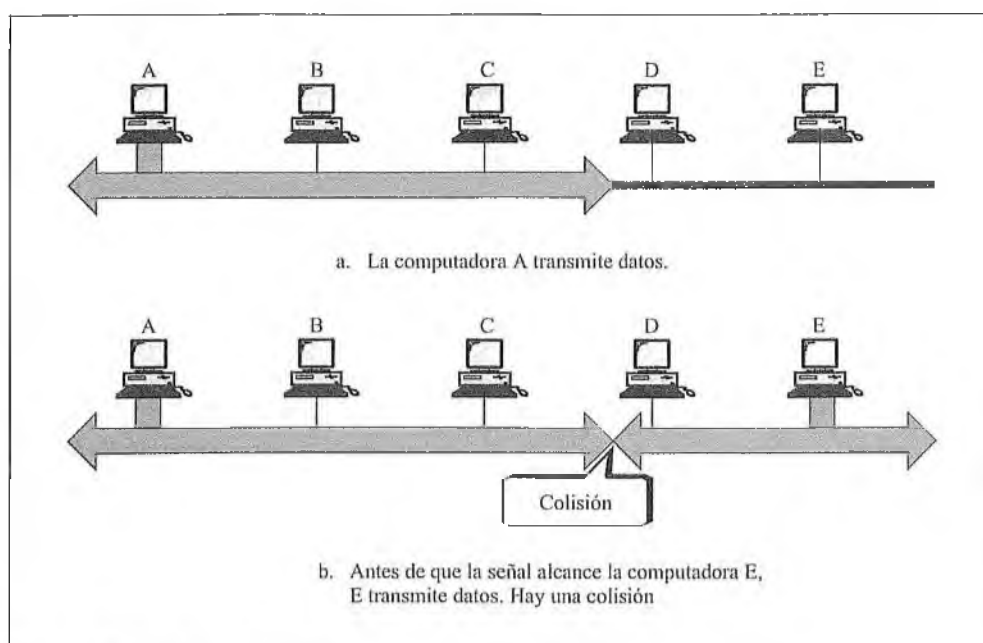 A B C D E
a. La computadora A transmite datos.
A B C D E
Colisión
b. Antes de que la señal alcance la computadora E,
E transmite datos. Hay una colisión